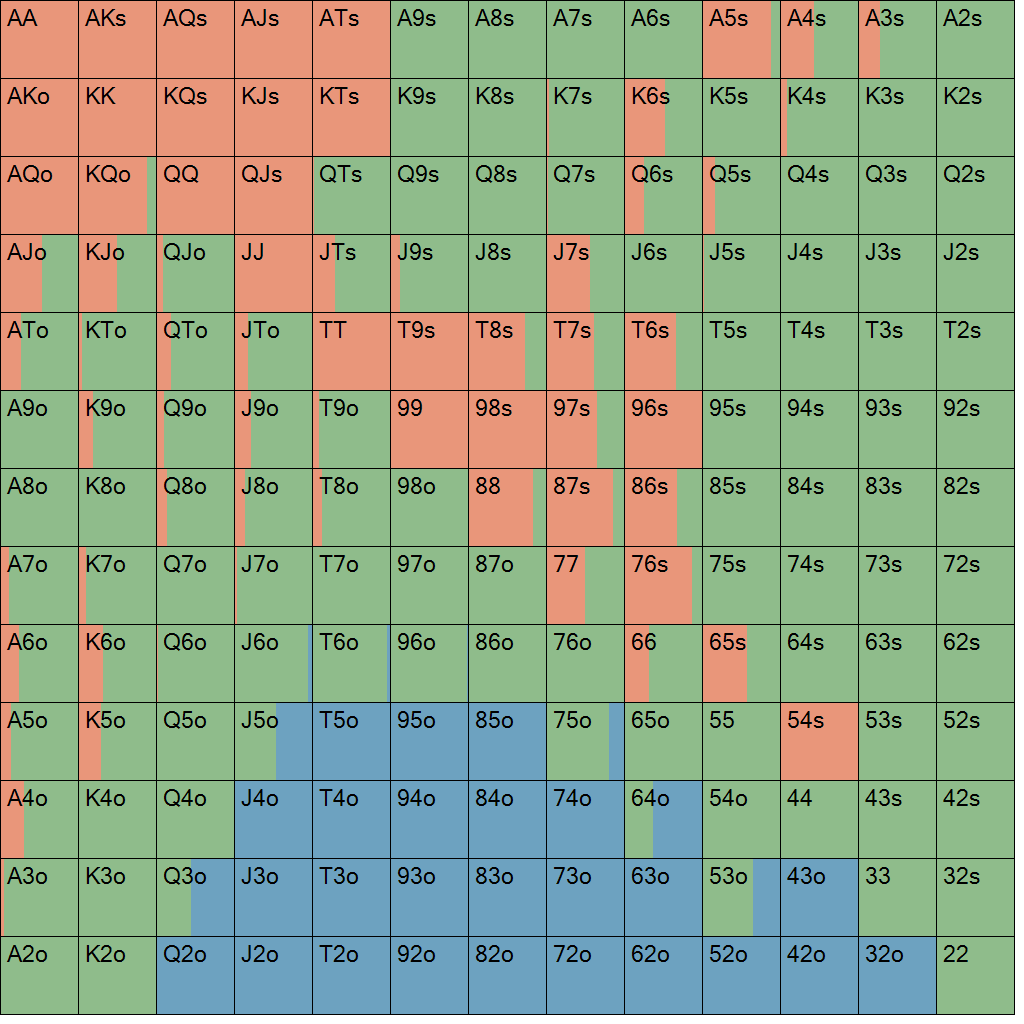 AA AKs AQs AJs ATs A9s A8s A7s A6s A5s A4s A3s A2s
AKo KK KQs KJs KTs K9s K8s K7s K6s K5s K4s K3s K2s
AQo KQo QQ QJs QTs Q9s Q8s Q7s Q6s Q5s Q4s Q3s Q2s
AJo KJo QJo JJ JTs J9s J8s J7s J6s J5s J4s J3s J2s
ATo KTo QTo JTo TT T9s T8s T7s T6s T5s T4s T3s T2s
A9o K9o Q9o J9o T9o 99 98s 97s 96s 95s 94s 93s 92s
A8o K8o Q8o J8o T8o 98o 88 87s 86s 85s 84s 83s 82s
A7o K7o Q7o J7o T7o 97o 87o 77 76s 75s 74s 73s 72s
A6o K6o Q6o J6o T6o 96o 86o 76o 66 65s 64s 63s 62s
A5o K5o Q5o J5o T5o 95o 85o 75o 65o 55 54s 53s 52s
A4o K4o Q4o J4o T4o 94o 84o 74o 64o 54o 44 43s 42s
A3o K3o Q3o J3o T3o 93o 83o 73o 63o 53o 43o 33 32s
A2o K2o Q2o J2o T2o 92o 82o 72o 62o 52o 42o 32o 22